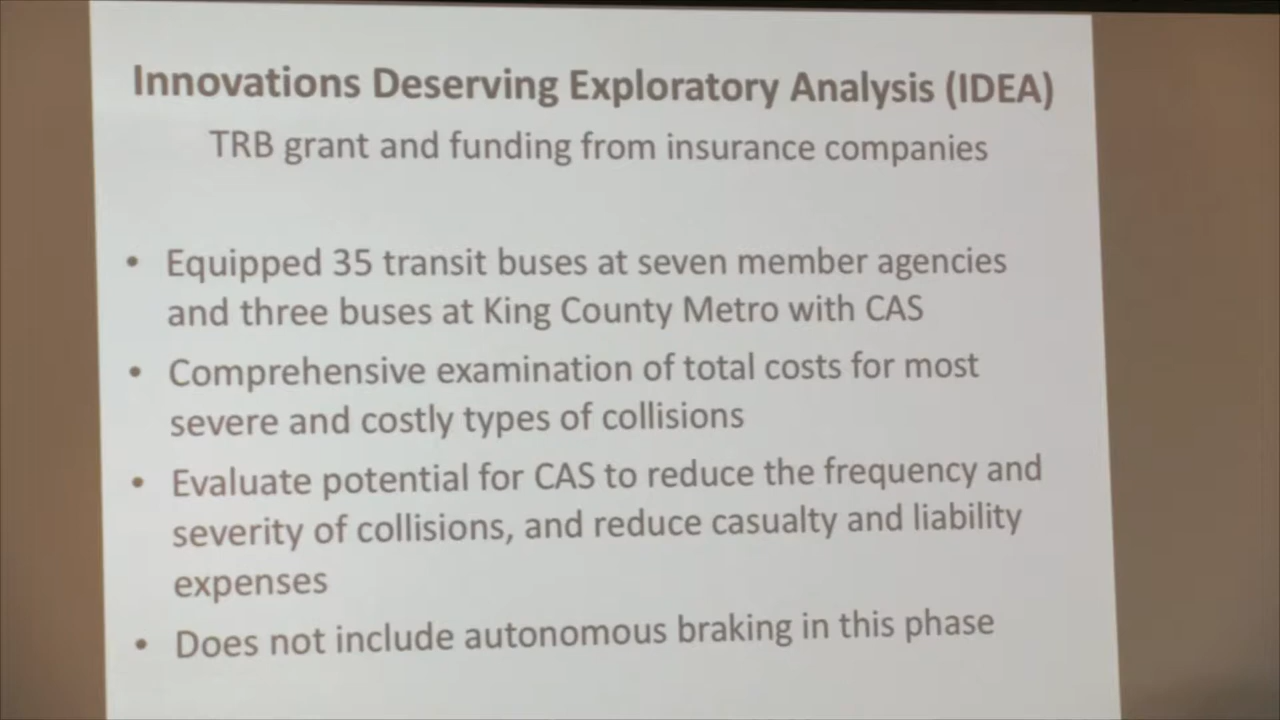 Innovations Deserving Exploratory Analysis (IDEA)
TRB grant and funding from insurance companies
• Equipped 35 transit buses at seven member agencies
and three buses at King County Metro with CAS
• Comprehensive examination of total costs for most
severe and costly types of collisions
• Evaluate potential for CAS to reduce the frequency and
severity of collisions, and reduce casualty and liability
expenses
• Does not include autonomous braking in this phase